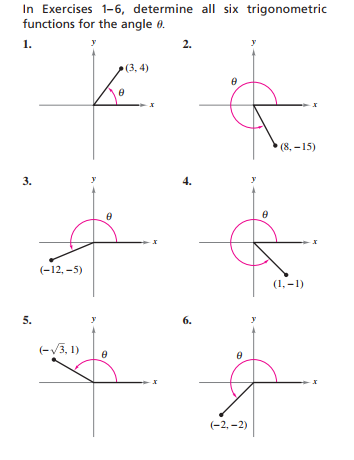 In Exercises 1–6, determine all six trigonometric
functions for the angle θ.
1.
y
(3, 4)
θ
x
2.
y
θ
x
(8, –15)
3.
y
θ
x
(–12, –5)
4.
y
θ
x
(1, –1)
5.
y
(–√3, 1)
θ
x
6.
y
θ
x
(–2, –2)